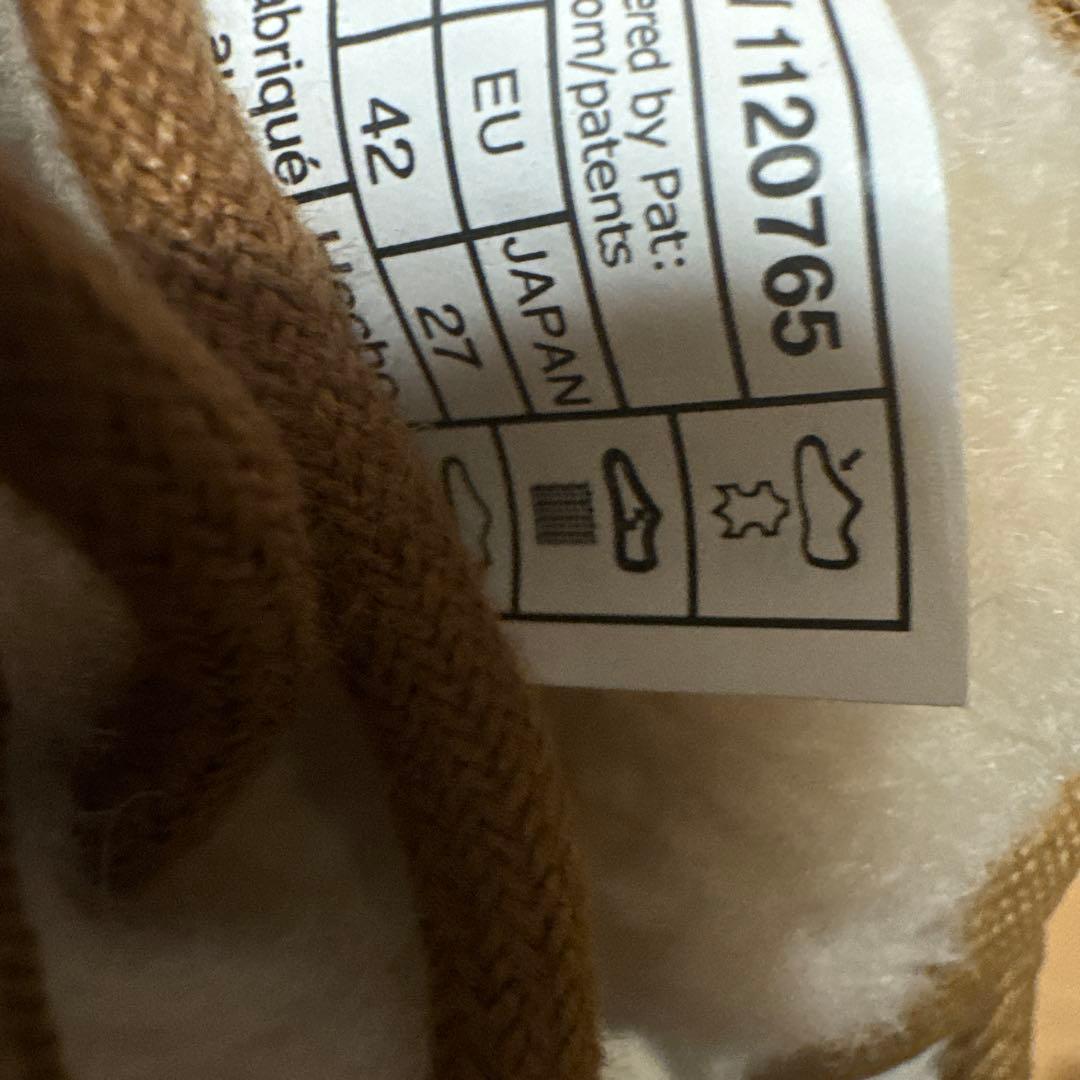 /1120765
ered by Pat:
om/patents
EU JAPAN
42 27
abriqué